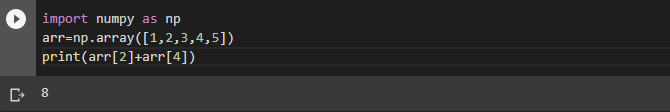 import numpy as np
arr=np.array([1,2,3,4,5])
print(arr[2]+arr[4])
8